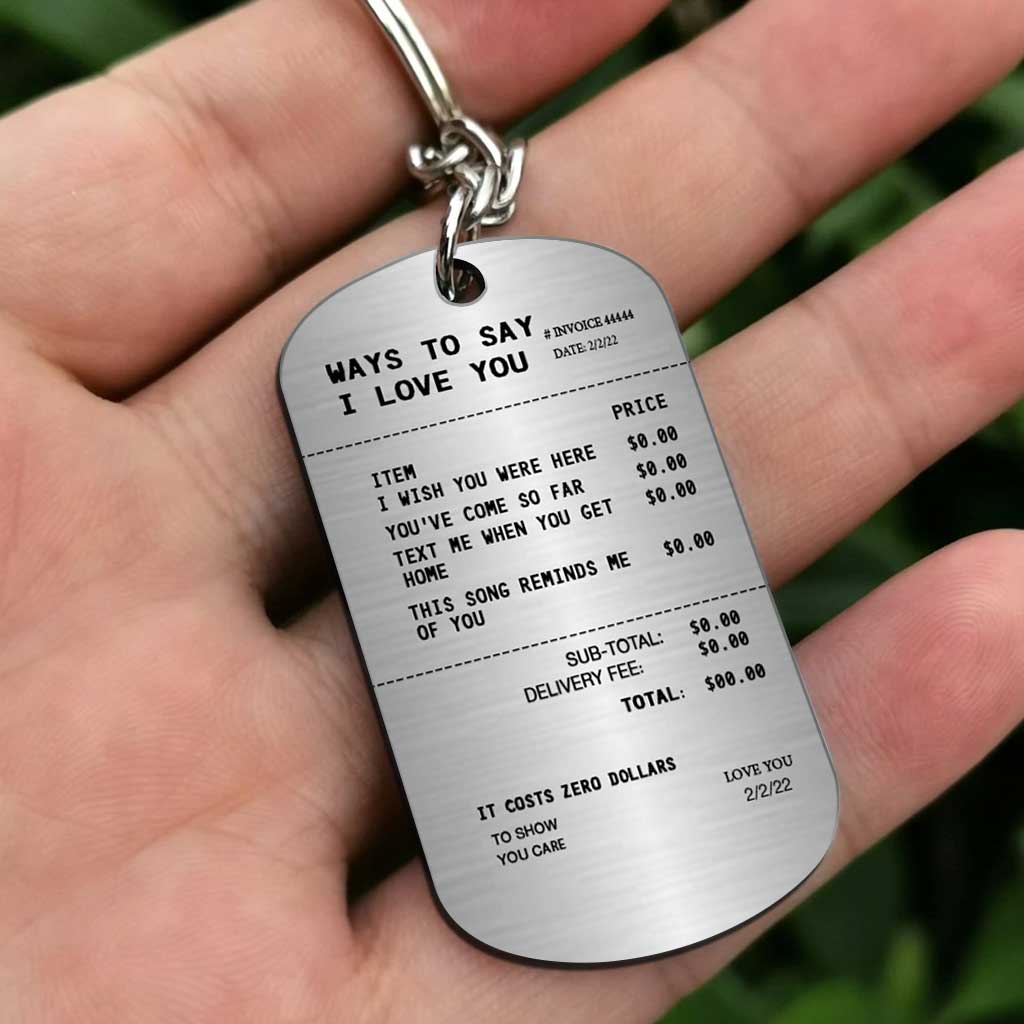 WAYS TO SAY
I LOVE YOU
# INVOICE 44444
DATE: 2/2/22
PRICE
ITEM
I WISH YOU WERE HERE $0.00
YOU'VE COME SO FAR $0.00
TEXT ME WHEN YOU GET $0.00
HOME
THIS SONG REMINDS ME $0.00
OF YOU
SUB-TOTAL: $0.00
DELIVERY FEE: $0.00
TOTAL: $00.00
IT COSTS ZERO DOLLARS
TO SHOW
YOU CARE
LOVE YOU
2/2/22